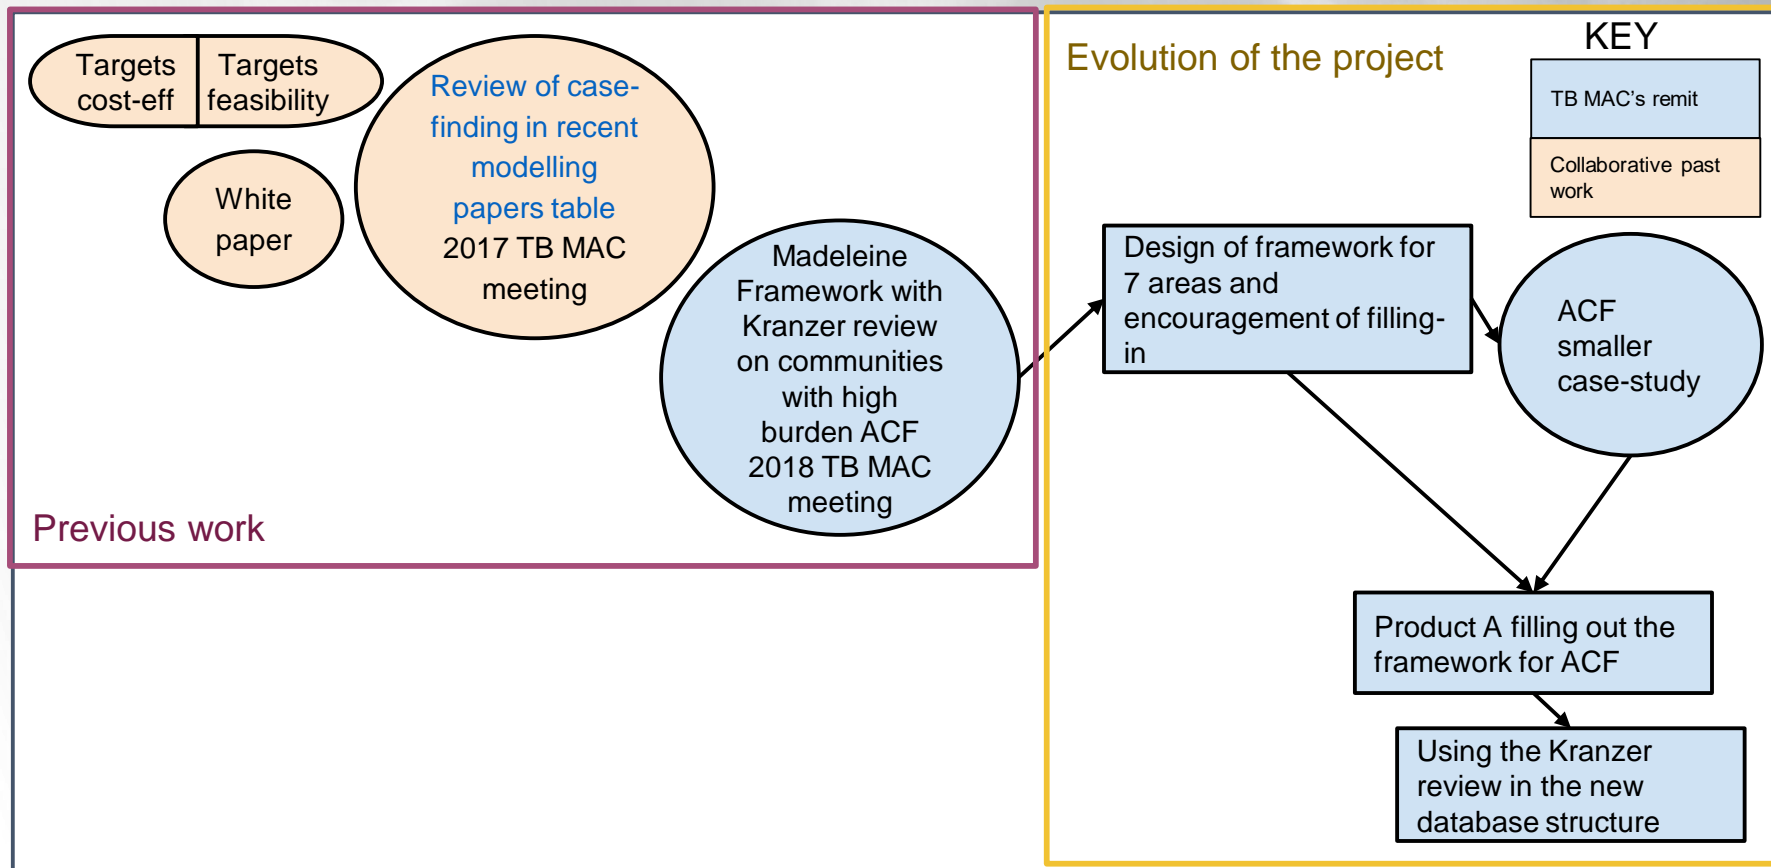 Targets
cost-eff
Targets
feasibility
White
paper
Review of case-
finding in recent
modelling
papers table
2017 TB MAC
meeting
Madeleine
Framework with
Kranzer review
on communities
with high
burden ACF
2018 TB MAC
meeting
Previous work
Evolution of the project
KEY
TB MAC's remit
Collaborative past
work
Design of framework for
7 areas and
encouragement of filling-
in
ACF
smaller
case-study
Product A filling out the
framework for ACF
Using the Kranzer
review in the new
database structure